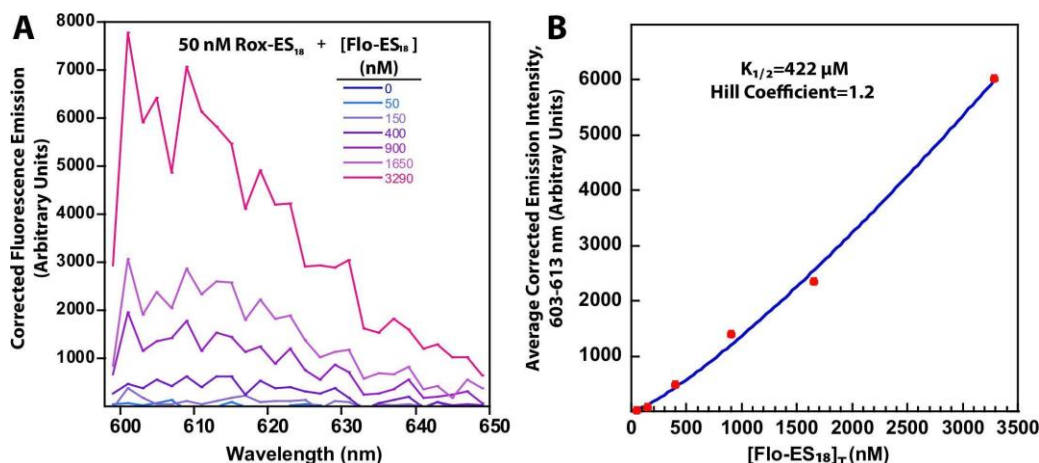 A
Corrected Fluorescence Emission
(Arbitrary Units)
8000
7000
6000
5000
4000
3000
2000
1000
50 nM Rox-ES₁₈ + [Flo-ES₁₈]
(nM)
0
50
150
400
900
1650
3290
600 610 620 630 640 650
Wavelength (nm)
B
Average Corrected Emission Intensity,
603-613 nm (Arbitray Units)
6000
5000
4000
3000
2000
1000
0
K₁/₂=422 µM
Hill Coefficient=1.2
0 500 1000 1500 2000 2500 3000 3500
[Flo-ES₁₈]T (nM)